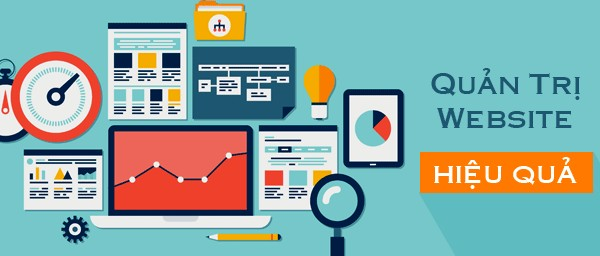 Quản Trị
Website
HIỆU QUẢ